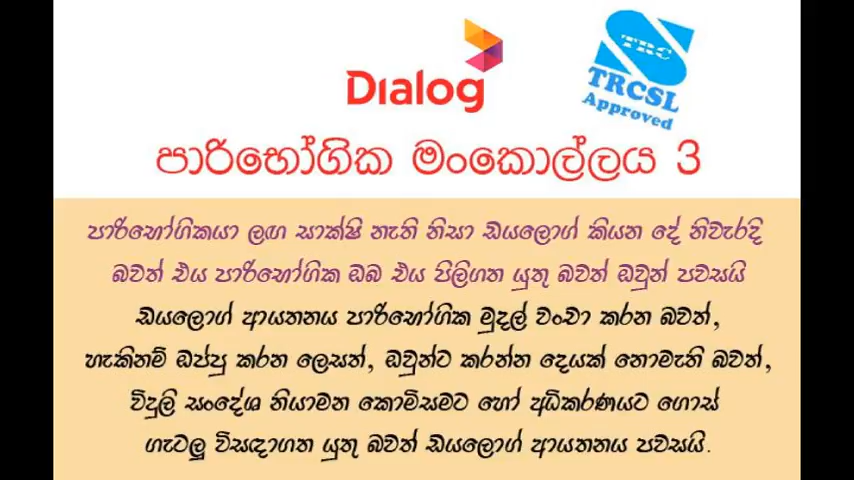 Dialog
TRC
TRCSL
Approved
පාරිභෝගික මංකොල්ලය 3
පාරිභෝගිකයා ලඟ සාක්ෂි නැති නිසා ඩයලොග් කියන දේ නිවැරදි
බවත් එය පාරිභෝගික ඔබ එය පිලිගත යුතු බවත් ඔවුන් පවසයි
ඩයලොග් ආයතනය පාරිභෝගික මුදල් වංචා කරන බවත්,
හැකිනම් ඔප්පු කරන ලෙසත්, ඔවුන්ට කරන්න දෙයක් නොමැති බවත්,
විදුලි සංදේශ නියාමන කොමිසමට හෝ අධිකරණයට ගොස්
ගැටලු විසඳාගත යුතු බවත් ඩයලොග් ආයතනය පවසයි.